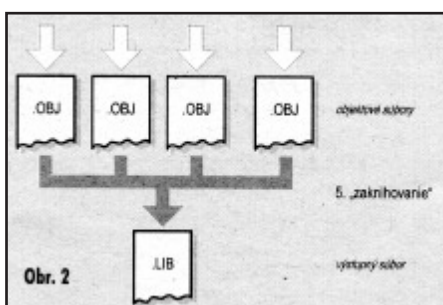 .OBJ .OBJ .OBJ .OBJ objektové súbory
5. „zaknihovanie"
.LIB výstupný súbor
Obr. 2